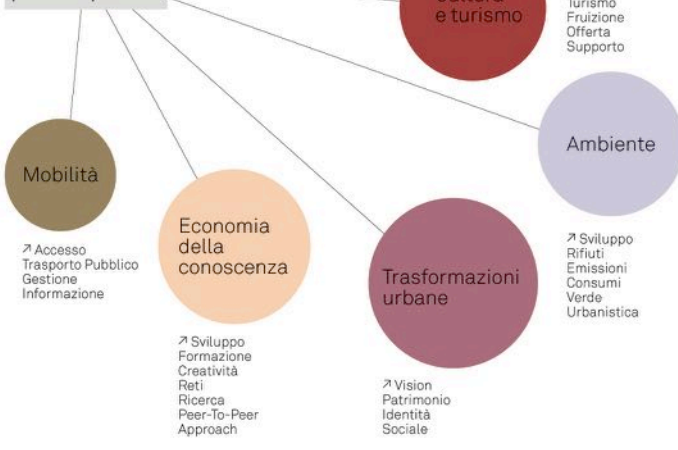 e turismo
Turismo
Fruizione
Offerta
Supporto
Ambiente
↗ Sviluppo
Rifiuti
Emissioni
Consumi
Verde
Urbanistica
Mobilità
↗ Accesso
Trasporto Pubblico
Gestione
Informazione
Economia
della
conoscenza
↗ Sviluppo
Formazione
Creatività
Reti
Ricerca
Peer-To-Peer
Approach
Trasformazioni
urbane
↗ Vision
Patrimonio
Identità
Sociale